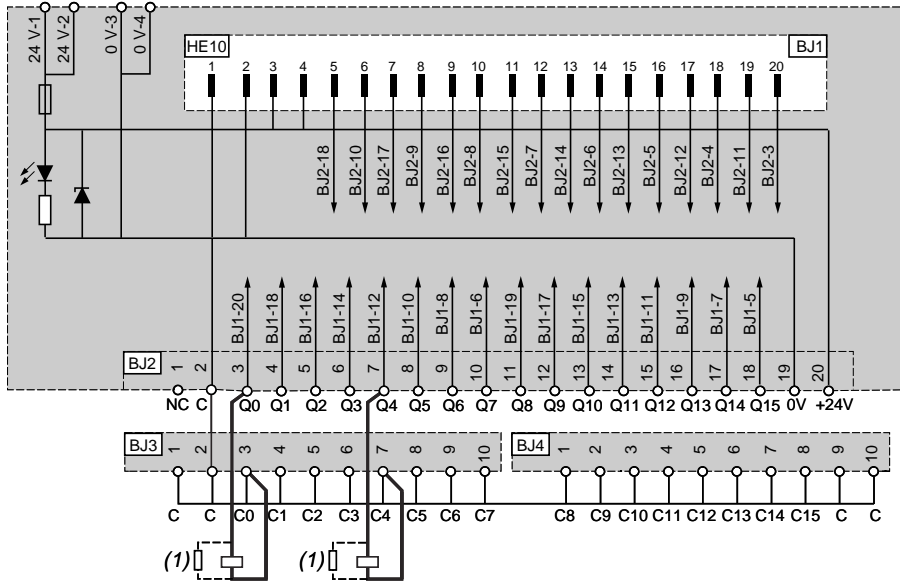 24 V-1 24 V-2 0 V-3 0 V-4
HE10 BJ1
1 2 3 4 5 6 7 8 9 10 11 12 13 14 15 16 17 18 19 20
BJ2-18 BJ2-10 BJ2-17 BJ2-9 BJ2-16 BJ2-8 BJ2-15 BJ2-7 BJ2-14 BJ2-6 BJ2-13 BJ2-5 BJ2-12 BJ2-4 BJ2-11 BJ2-3
BJ1-20 BJ1-18 BJ1-16 BJ1-14 BJ1-12 BJ1-10 BJ1-8 BJ1-6 BJ1-19 BJ1-17 BJ1-15 BJ1-13 BJ1-11 BJ1-9 BJ1-7 BJ1-5
BJ2 1 2 3 4 5 6 7 8 9 10 11 12 13 14 15 16 17 18 19 20
NC C Q0 Q1 Q2 Q3 Q4 Q5 Q6 Q7 Q8 Q9 Q10 Q11 Q12 Q13 Q14 Q15 0V +24V
BJ3 1 2 3 4 5 6 7 8 9 10 BJ4 1 2 3 4 5 6 7 8 9 10
C C C0 C1 C2 C3 C4 C5 C6 C7 C8 C9 C10 C11 C12 C13 C14 C15 C C
(1) (1)